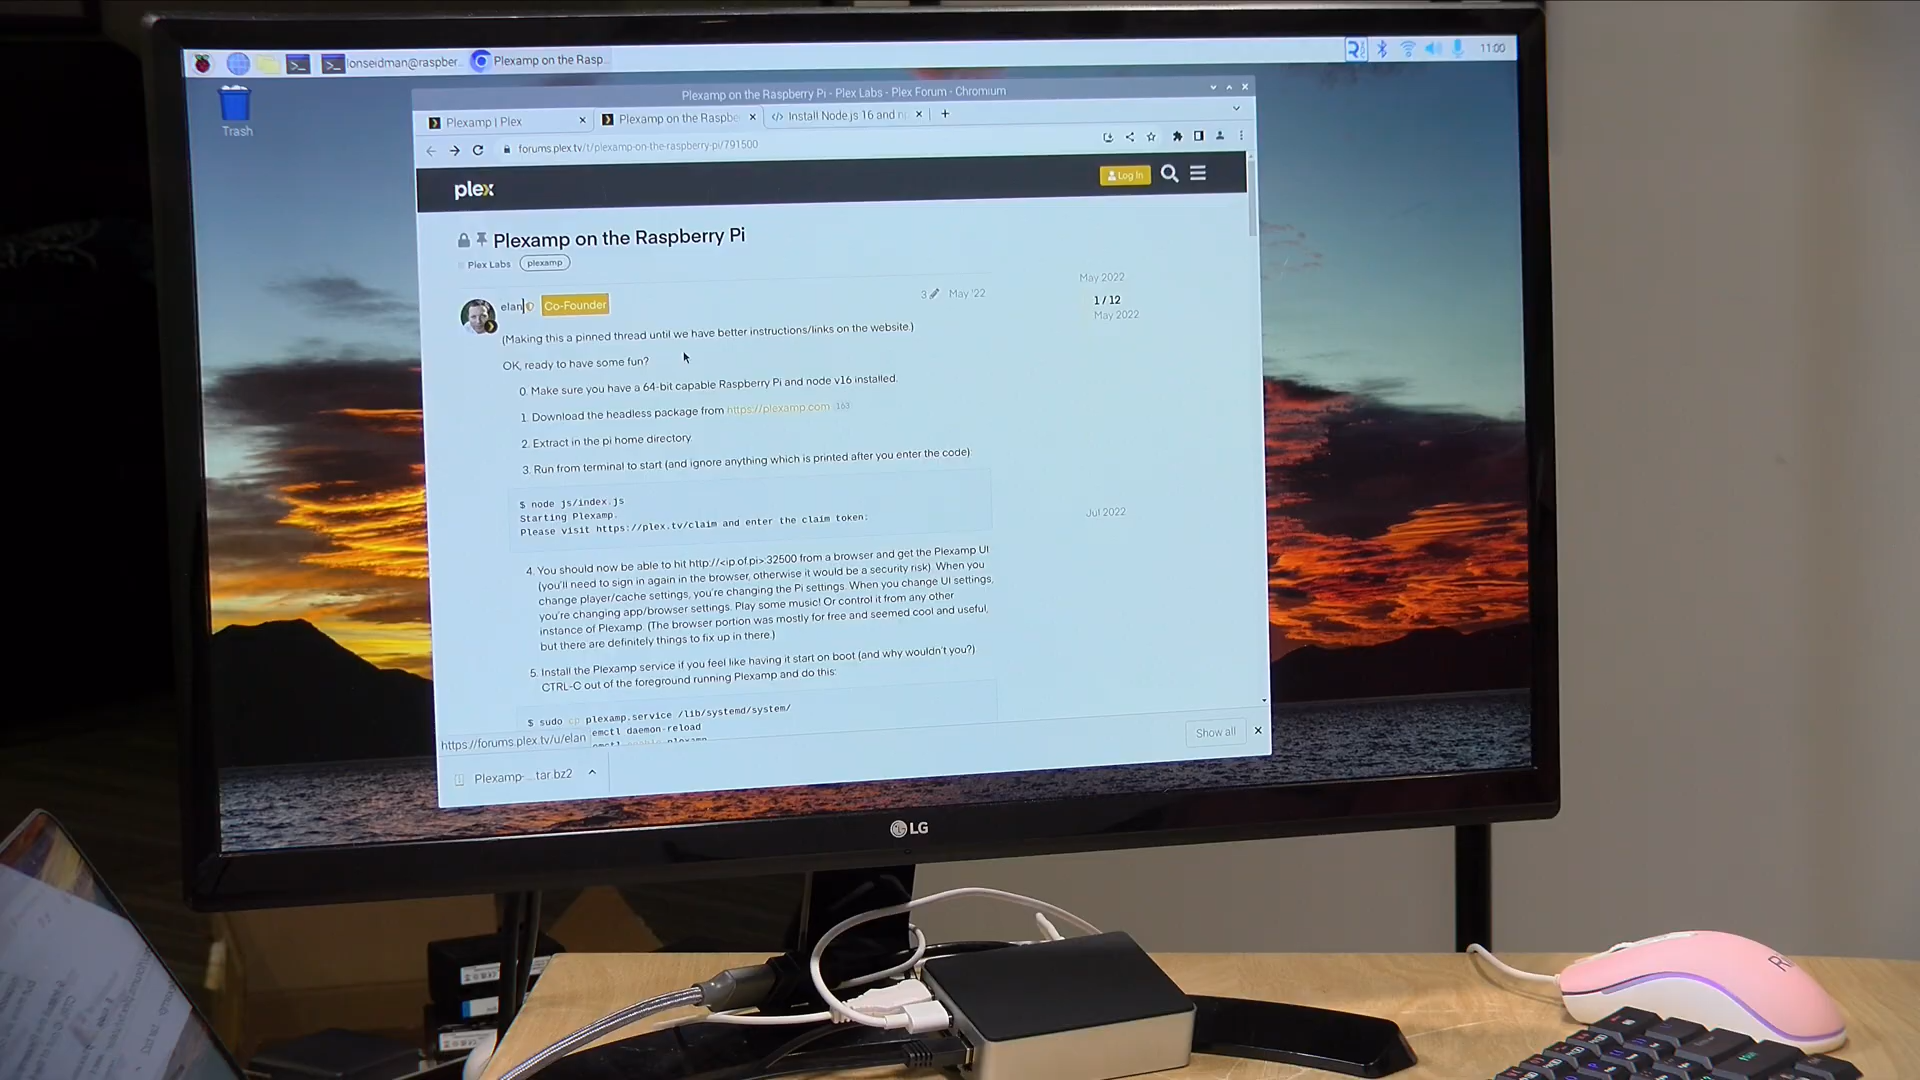 lonseidman@raspber...
Plexamp on the Rasp...
11:00
Trash
Plexamp on the Raspberry Pi - Plex Labs - Plex Forum - Chromium
Plexamp | Plex
Plexamp on the Raspbe
</> Install Node.js 16 and n
forums.plex.tv/t/plexamp-on-the-raspberry-pi/791500
plex
Log In
Plexamp on the Raspberry Pi
Plex Labs
plexamp
elan
Co-Founder
3
May '22
(Making this a pinned thread until we have better instructions/links on the website.)
OK, ready to have some fun?
0. Make sure you have a 64-bit capable Raspberry Pi and node v16 installed.
1. Download the headless package from https://plexamp.com 163
2. Extract in the pi home directory.
3. Run from terminal to start (and ignore anything which is printed after you enter the code):
$ node js/index.js
Starting Plexamp.
Please visit https://plex.tv/claim and enter the claim token:
4. You should now be able to hit http://<ip.of.pi>:32500 from a browser and get the Plexamp UI
(you'll need to sign in again in the browser, otherwise it would be a security risk). When you
change player/cache settings, you're changing the Pi settings. When you change UI settings,
you're changing app/browser settings. Play some music! Or control it from any other
instance of Plexamp. (The browser portion was mostly for free and seemed cool and useful,
but there are definitely things to fix up in there.)
5. Install the Plexamp service if you feel like having it start on boot (and why wouldn't you?)
CTRL-C out of the foreground running Plexamp and do this:
$ sudo cp plexamp.service /lib/systemd/system/
emctl daemon-reload
May 2022
1 / 12
May 2022
Jul 2022
https://forums.plex.tv/u/elan
Plexamp-....tar.bz2
Show all
LG